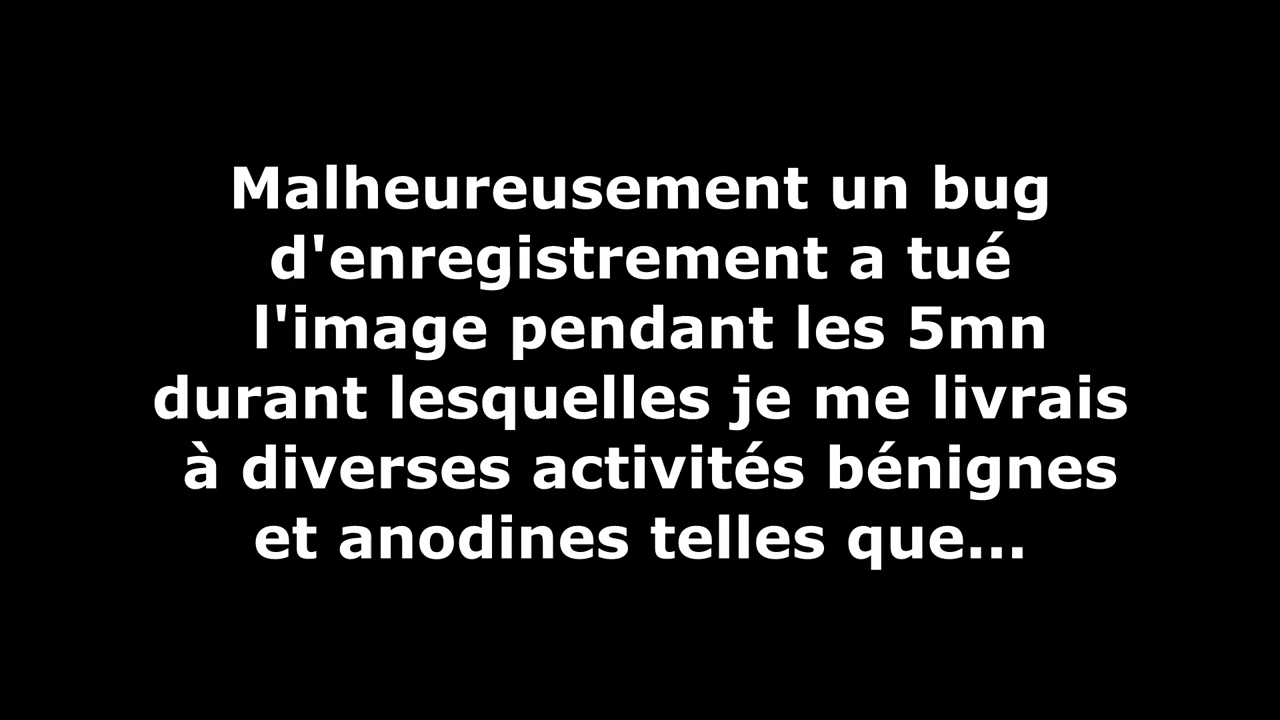 Malheureusement un bug
d'enregistrement a tué
l'image pendant les 5mn
durant lesquelles je me livrais
à diverses activités bénignes
et anodines telles que...